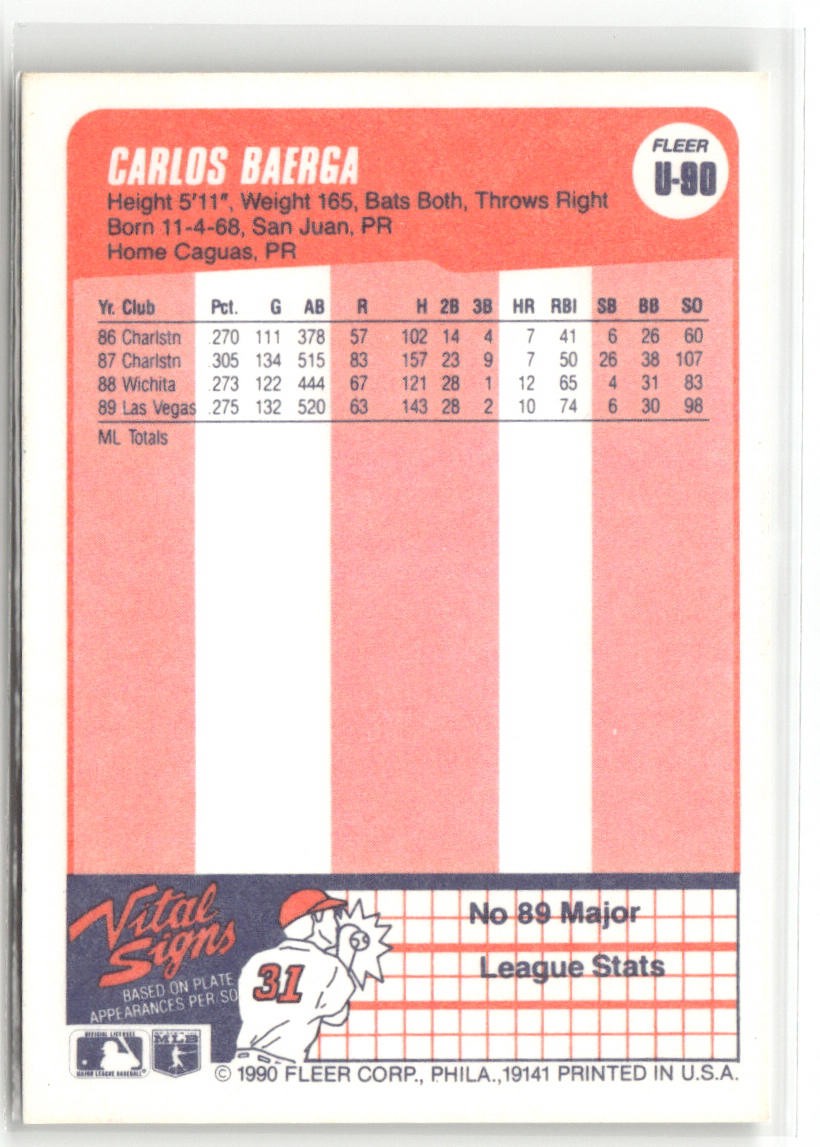 CARLOS BAERGA
FLEER
U-90
Height 5'11", Weight 165, Bats Both, Throws Right
Born 11-4-68, San Juan, PR
Home Caguas, PR
Yr. Club Pct. G AB R H 2B 3B HR RBI SB BB SO
86 Charlstn .270 111 378 57 102 14 4 7 41 6 26 60
87 Charlstn .305 134 515 83 157 23 9 7 50 26 38 107
88 Wichita .273 122 444 67 121 28 1 12 65 4 31 83
89 Las Vegas .275 132 520 63 143 28 2 10 74 6 30 98
ML Totals
Vital
Signs
BASED ON PLATE
APPEARANCES PER SO
31
No 89 Major
League Stats
OFFICIAL LICENSEE
MAJOR LEAGUE BASEBALL®
MLB
© 1990 FLEER CORP., PHILA.,19141 PRINTED IN U.S.A.